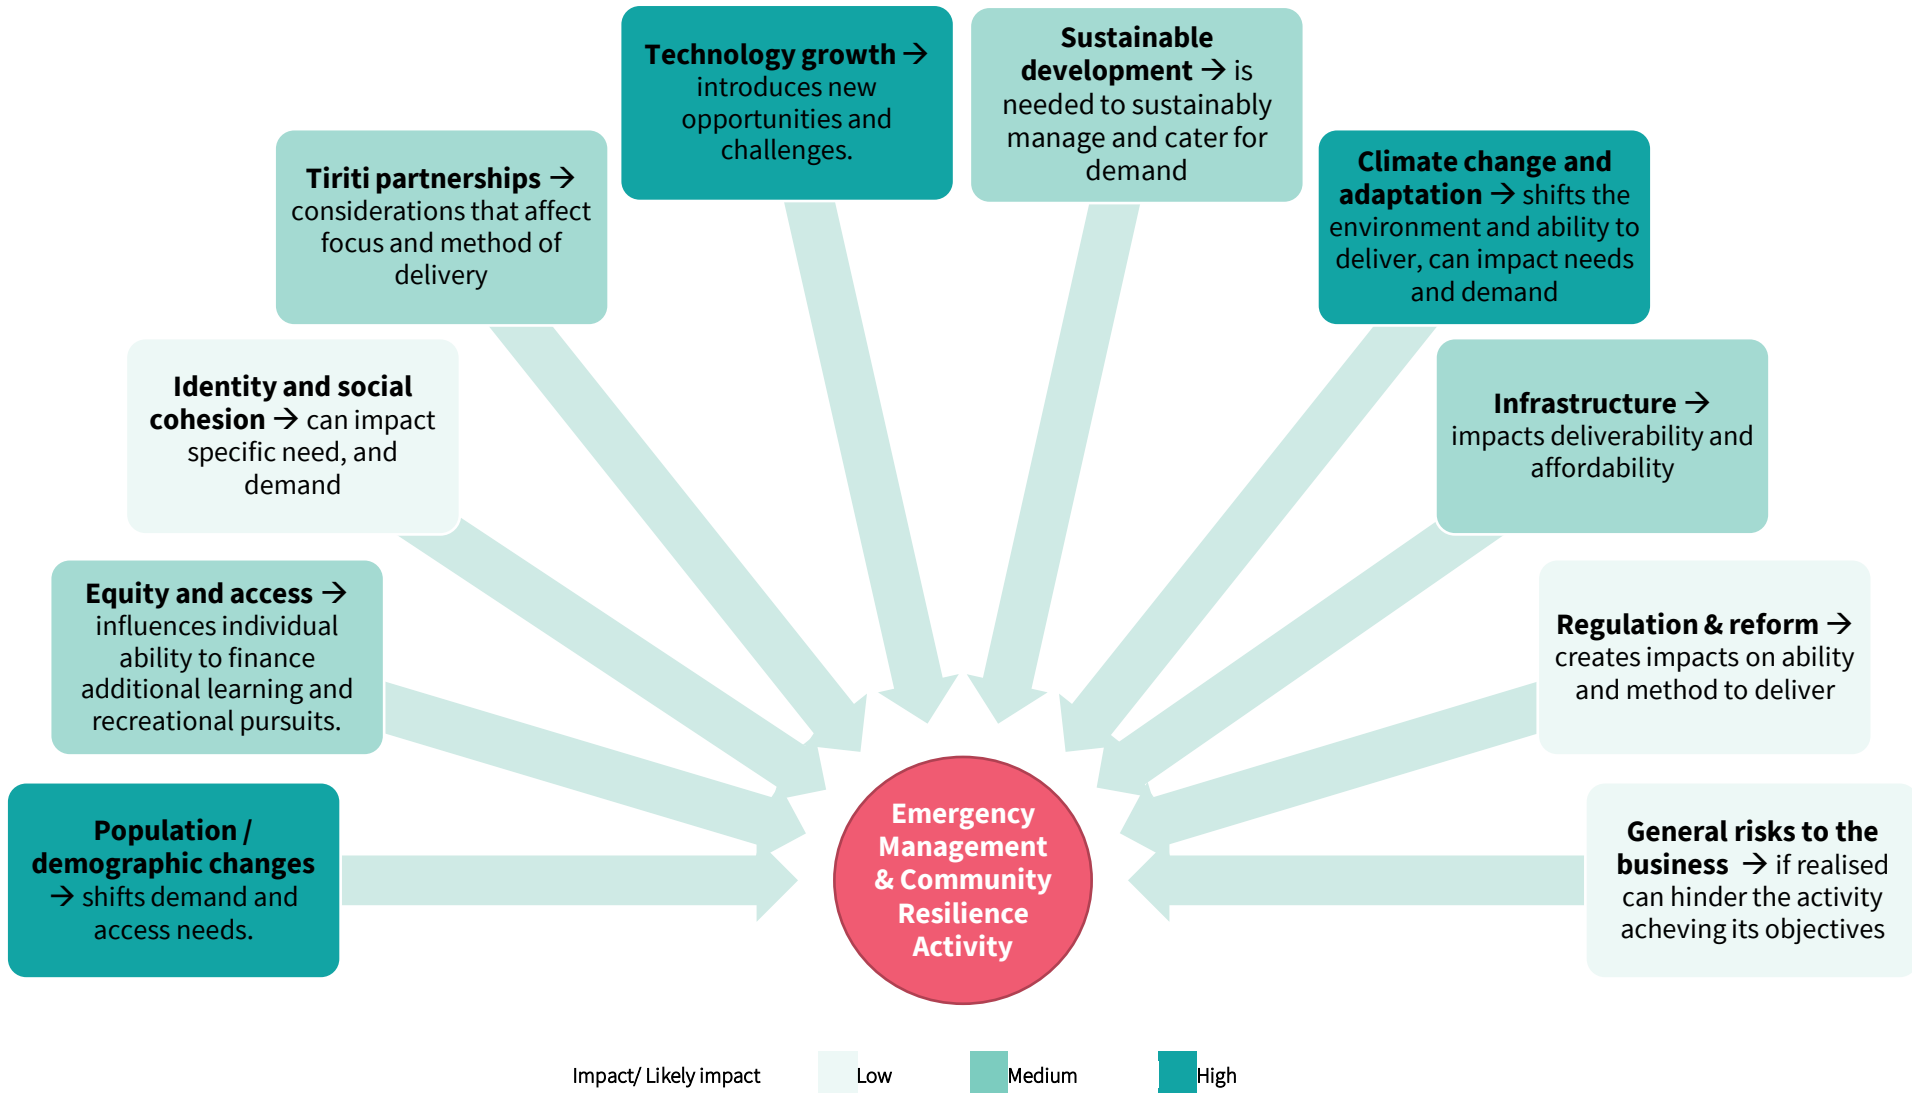 Technology growth →
introduces new
opportunities and
challenges.
Sustainable
development → is
needed to sustainably
manage and cater for
demand
Tiriti partnerships →
considerations that affect
focus and method of
delivery
Climate change and
adaptation → shifts the
environment and ability to
deliver, can impact needs
and demand
Identity and social
cohesion → can impact
specific need, and
demand
Infrastructure →
impacts deliverability and
affordability
Equity and access →
influences individual
ability to finance
additional learning and
recreational pursuits.
Regulation & reform →
creates impacts on ability
and method to deliver
Population /
demographic changes
→ shifts demand and
access needs.
Emergency
Management
& Community
Resilience
Activity
General risks to the
business → if realised
can hinder the activity
acheving its objectives
Impact/ Likely impact
Low
Medium
High